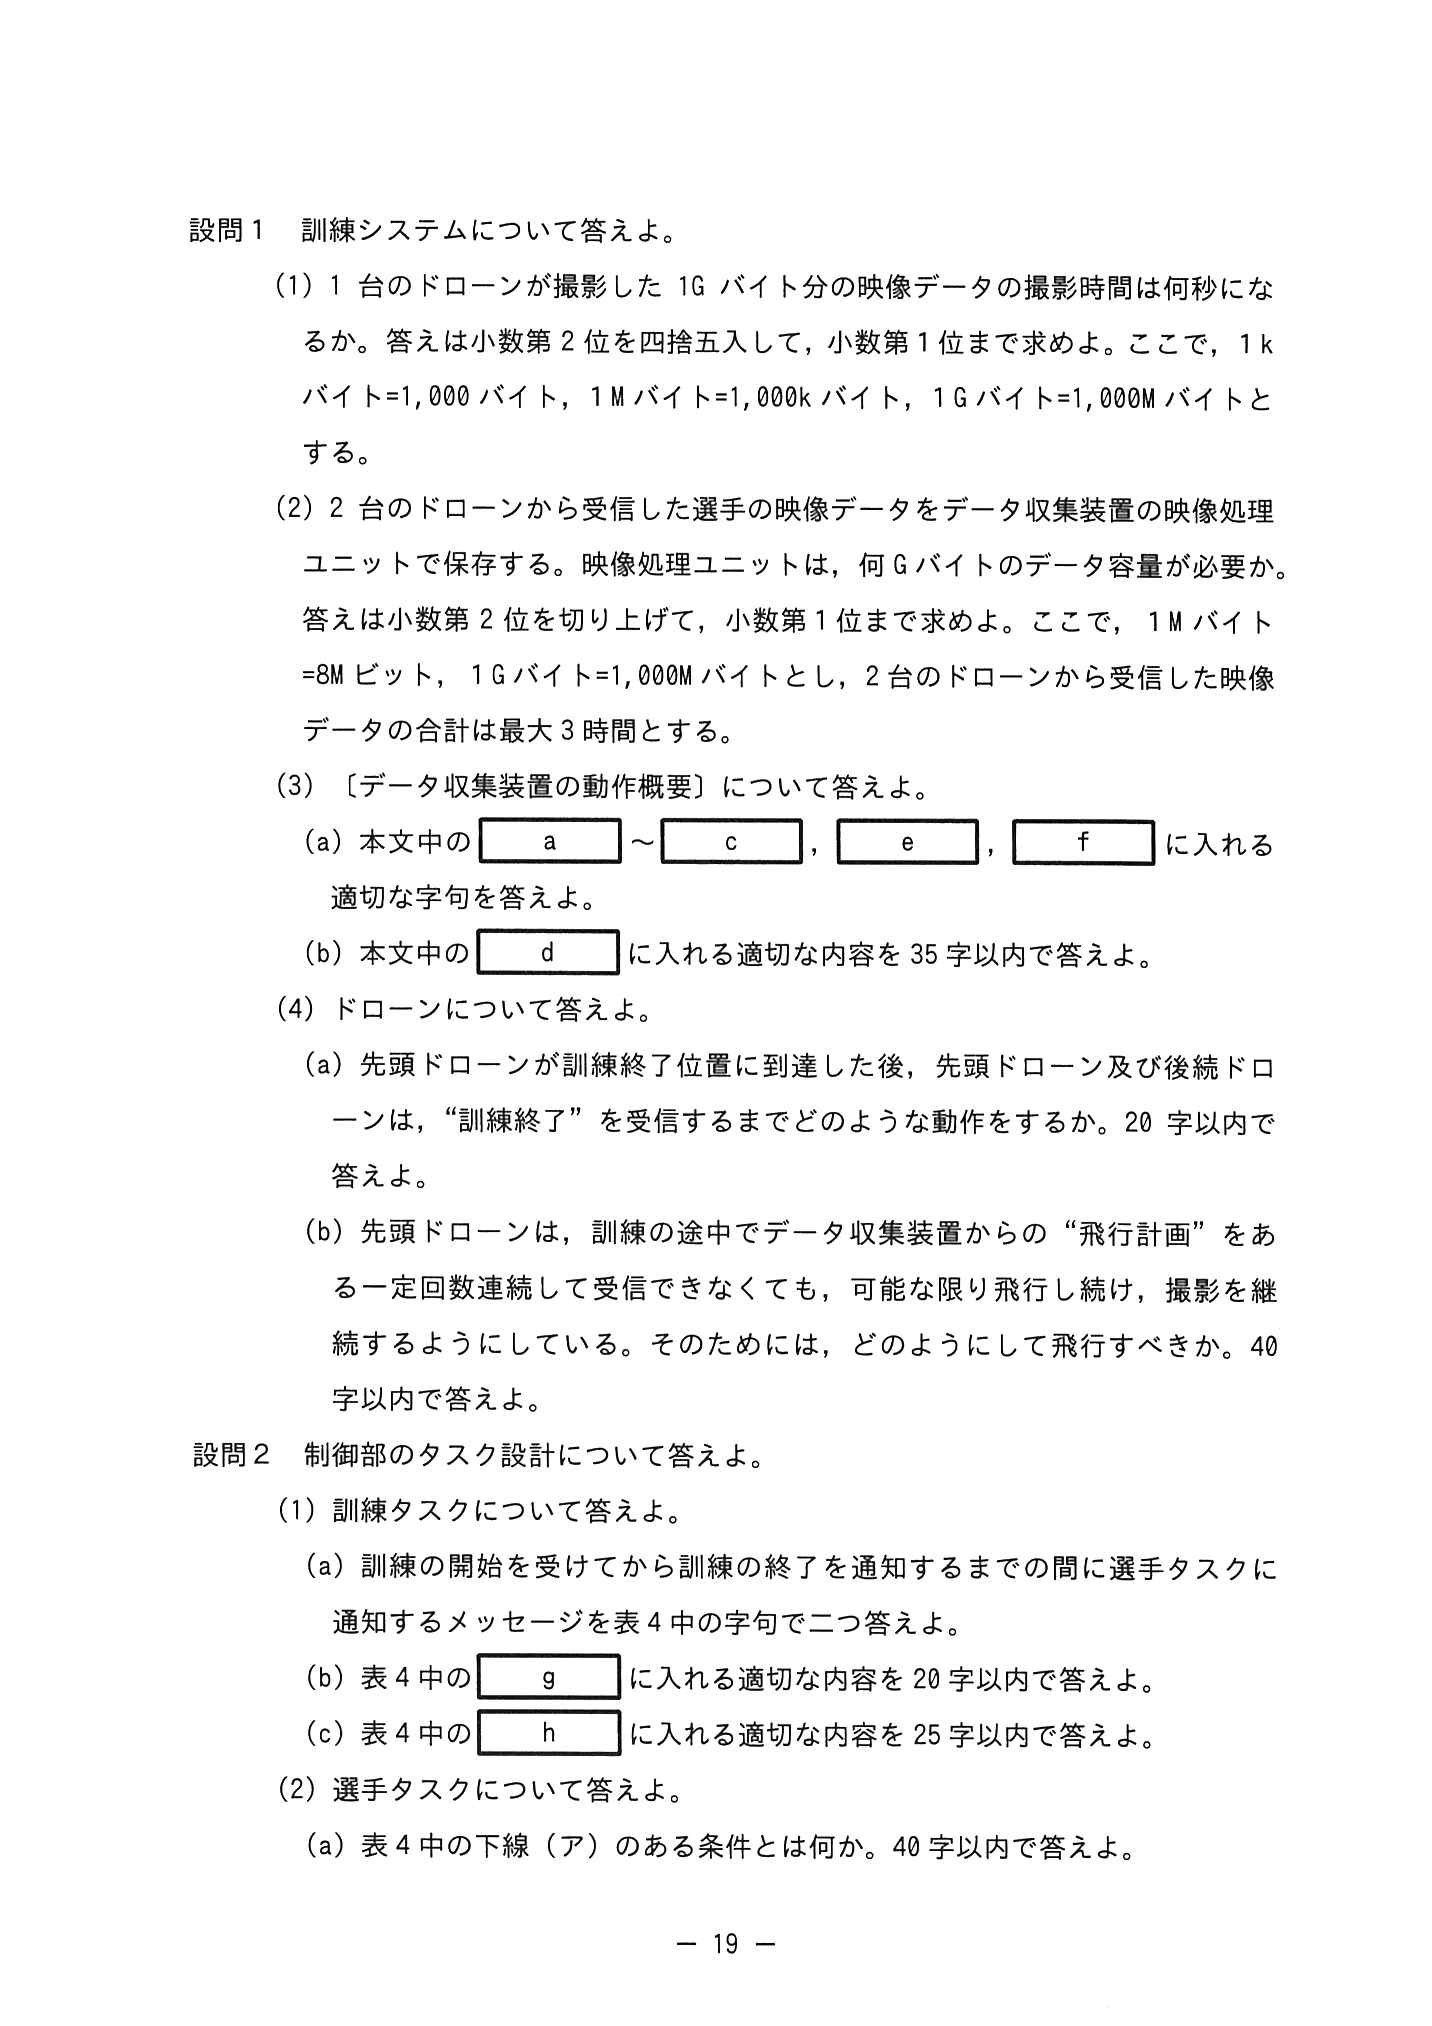 設問1　訓練システムについて答えよ。
(1) 1 台のドローンが撮影した 1G バイト分の映像データの撮影時間は何秒にな
るか。答えは小数第 2 位を四捨五入して，小数第 1 位まで求めよ。ここで，1 k
バイト=1,000 バイト，1 M バイト=1,000k バイト，1 G バイト=1,000M バイトと
する。
(2) 2 台のドローンから受信した選手の映像データをデータ収集装置の映像処理
ユニットで保存する。映像処理ユニットは，何 G バイトのデータ容量が必要か。
答えは小数第 2 位を切り上げて，小数第 1 位まで求めよ。ここで，1 M バイト
=8M ビット，1 G バイト=1,000M バイトとし，2 台のドローンから受信した映像
データの合計は最大 3 時間とする。
(3) 〔データ収集装置の動作概要〕について答えよ。
(a) 本文中の a ～ c ， e ， f に入れる
適切な字句を答えよ。
(b) 本文中の d に入れる適切な内容を 35 字以内で答えよ。
(4) ドローンについて答えよ。
(a) 先頭ドローンが訓練終了位置に到達した後，先頭ドローン及び後続ドロ
ーンは，“訓練終了” を受信するまでどのような動作をするか。20 字以内で
答えよ。
(b) 先頭ドローンは，訓練の途中でデータ収集装置からの “飛行計画” をあ
る一定回数連続して受信できなくても，可能な限り飛行し続け，撮影を継
続するようにしている。そのためには，どのようにして飛行すべきか。40
字以内で答えよ。
設問2　制御部のタスク設計について答えよ。
(1) 訓練タスクについて答えよ。
(a) 訓練の開始を受けてから訓練の終了を通知するまでの間に選手タスクに
通知するメッセージを表 4 中の字句で二つ答えよ。
(b) 表 4 中の g に入れる適切な内容を 20 字以内で答えよ。
(c) 表 4 中の h に入れる適切な内容を 25 字以内で答えよ。
(2) 選手タスクについて答えよ。
(a) 表 4 中の下線（ア）のある条件とは何か。40 字以内で答えよ。
― 19 ―